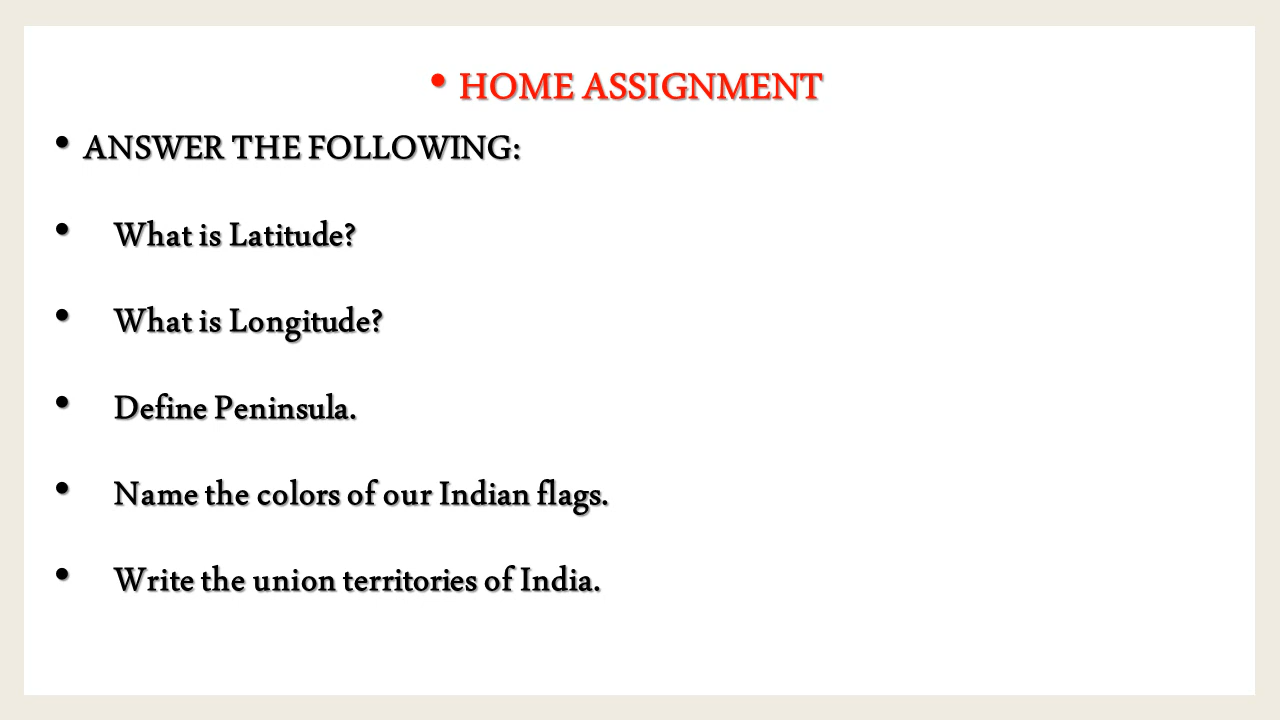 • HOME ASSIGNMENT
• ANSWER THE FOLLOWING:
• What is Latitude?
• What is Longitude?
• Define Peninsula.
• Name the colors of our Indian flags.
• Write the union territories of India.